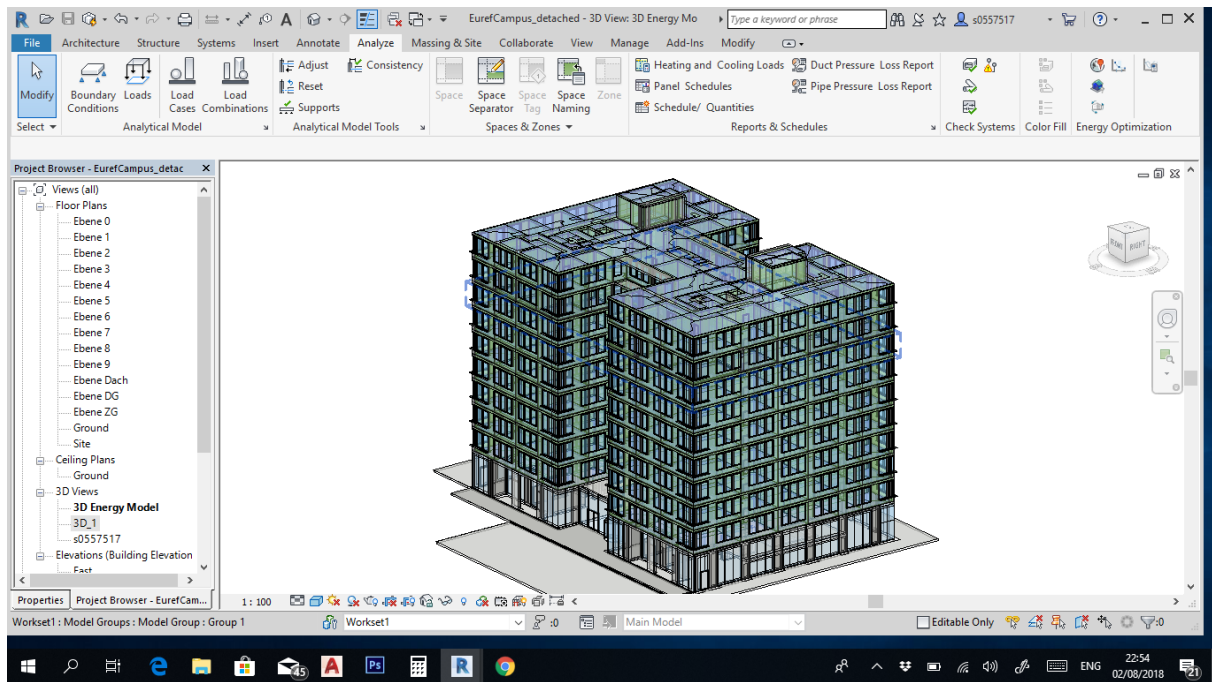 EurefCampus_detached - 3D View: 3D Energy Mo
Type a keyword or phrase
s0557517
File Architecture Structure Systems Insert Annotate Analyze Massing & Site Collaborate View Manage Add-Ins Modify
Modify
Boundary Conditions
Loads
Load Cases
Load Combinations
Adjust
Reset
Supports
Consistency
Space
Space Separator
Space Tag
Space Naming
Zone
Heating and Cooling Loads
Panel Schedules
Schedule/ Quantities
Duct Pressure Loss Report
Pipe Pressure Loss Report
Select
Analytical Model
Analytical Model Tools
Spaces & Zones
Reports & Schedules
Check Systems
Color Fill
Energy Optimization
Project Browser - EurefCampus_detac
Views (all)
Floor Plans
Ebene 0
Ebene 1
Ebene 2
Ebene 3
Ebene 4
Ebene 5
Ebene 6
Ebene 7
Ebene 8
Ebene 9
Ebene Dach
Ebene DG
Ebene ZG
Ground
Site
Ceiling Plans
Ground
3D Views
3D Energy Model
3D_1
s0557517
Elevations (Building Elevation
East
RIGHT
Properties
Project Browser - EurefCam...
1 : 100
Workset1 : Model Groups : Model Group : Group 1
Workset1
:0
Main Model
Editable Only
:0
45
Ps
ENG
22:54
02/08/2018
21